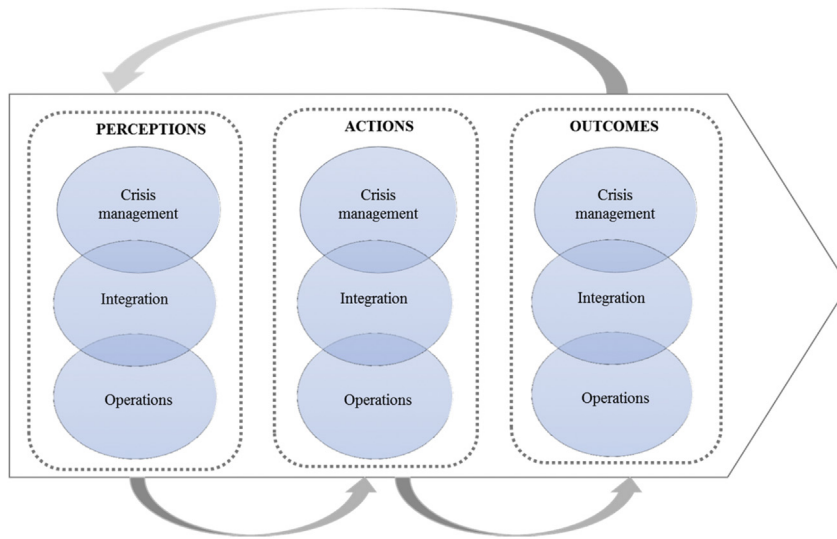 PERCEPTIONS
Crisis
management
Integration
Operations
ACTIONS
Crisis
management
Integration
Operations
OUTCOMES
Crisis
management
Integration
Operations